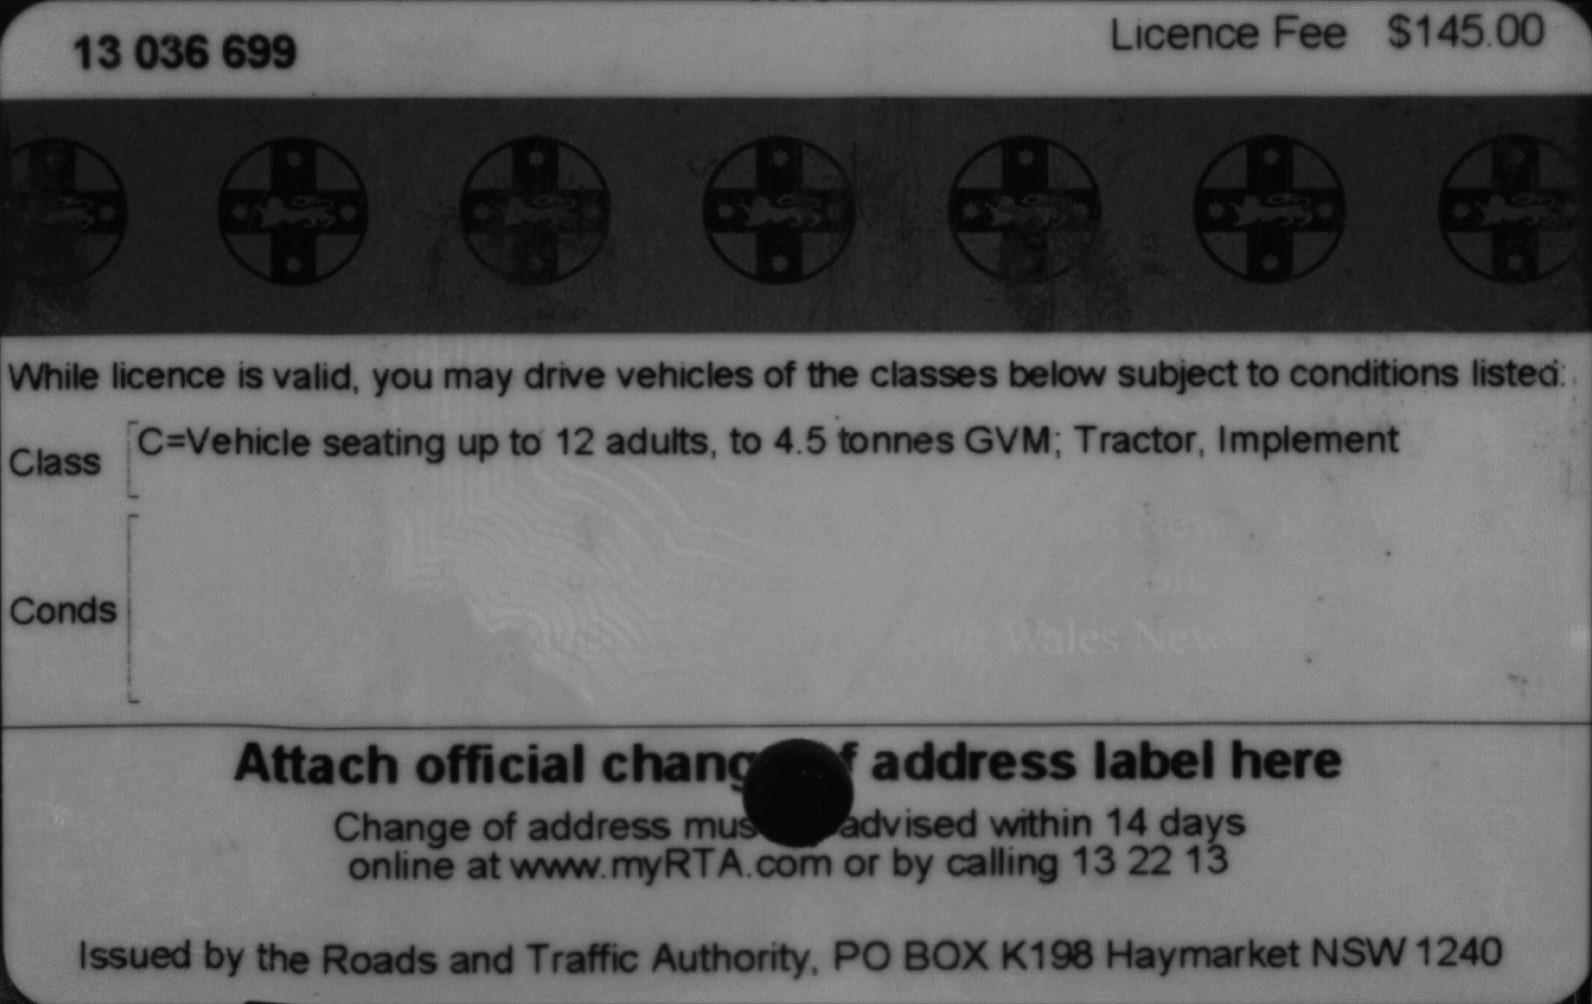 13 036 699
Licence Fee $145.00
While licence is valid, you may drive vehicles of the classes below subject to conditions listed:
Class
C=Vehicle seating up to 12 adults, to 4.5 tonnes GVM; Tractor, Implement
Conds
Wales New
Attach official chang f address label here
Change of address mus advised within 14 days
online at www.myRTA.com or by calling 13 22 13
Issued by the Roads and Traffic Authority, PO BOX K198 Haymarket NSW 1240